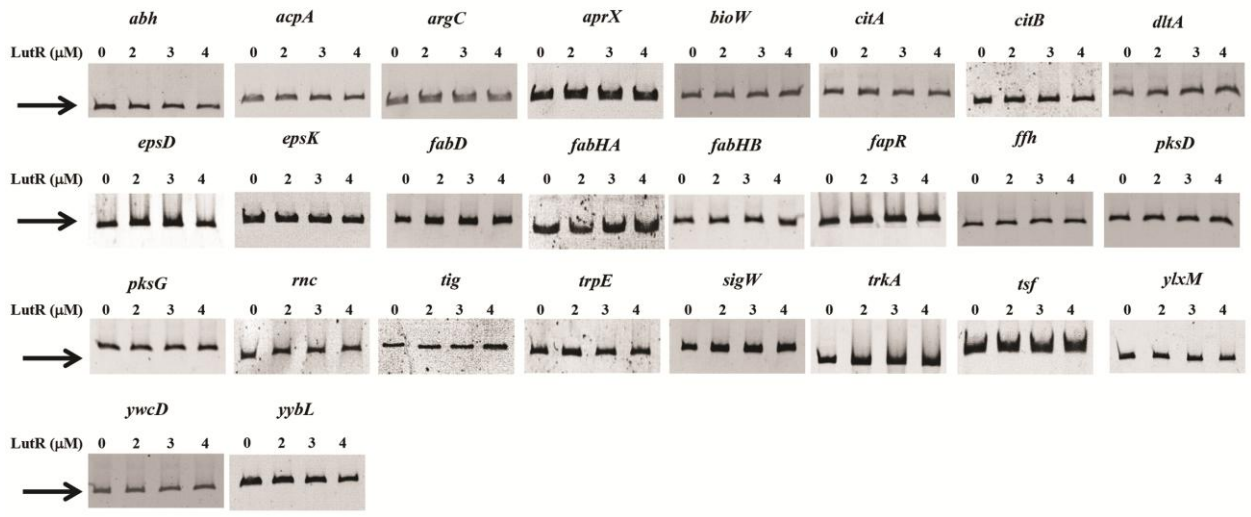 abh acpA argC aprX bioW citA citB dltA
LutR (μM) 0 2 3 4 0 2 3 4 0 2 3 4 0 2 3 4 0 2 3 4 0 2 3 4 0 2 3 4 0 2 3 4
epsD epsK fabD fabHA fabHB fapR ffh pksD
LutR (μM) 0 2 3 4 0 2 3 4 0 2 3 4 0 2 3 4 0 2 3 4 0 2 3 4 0 2 3 4 0 2 3 4
pksG rnc tig trpE sigW trkA tsf ylxM
LutR (μM) 0 2 3 4 0 2 3 4 0 2 3 4 0 2 3 4 0 2 3 4 0 2 3 4 0 2 3 4 0 2 3 4
ywcD yybL
LutR (μM) 0 2 3 4 0 2 3 4